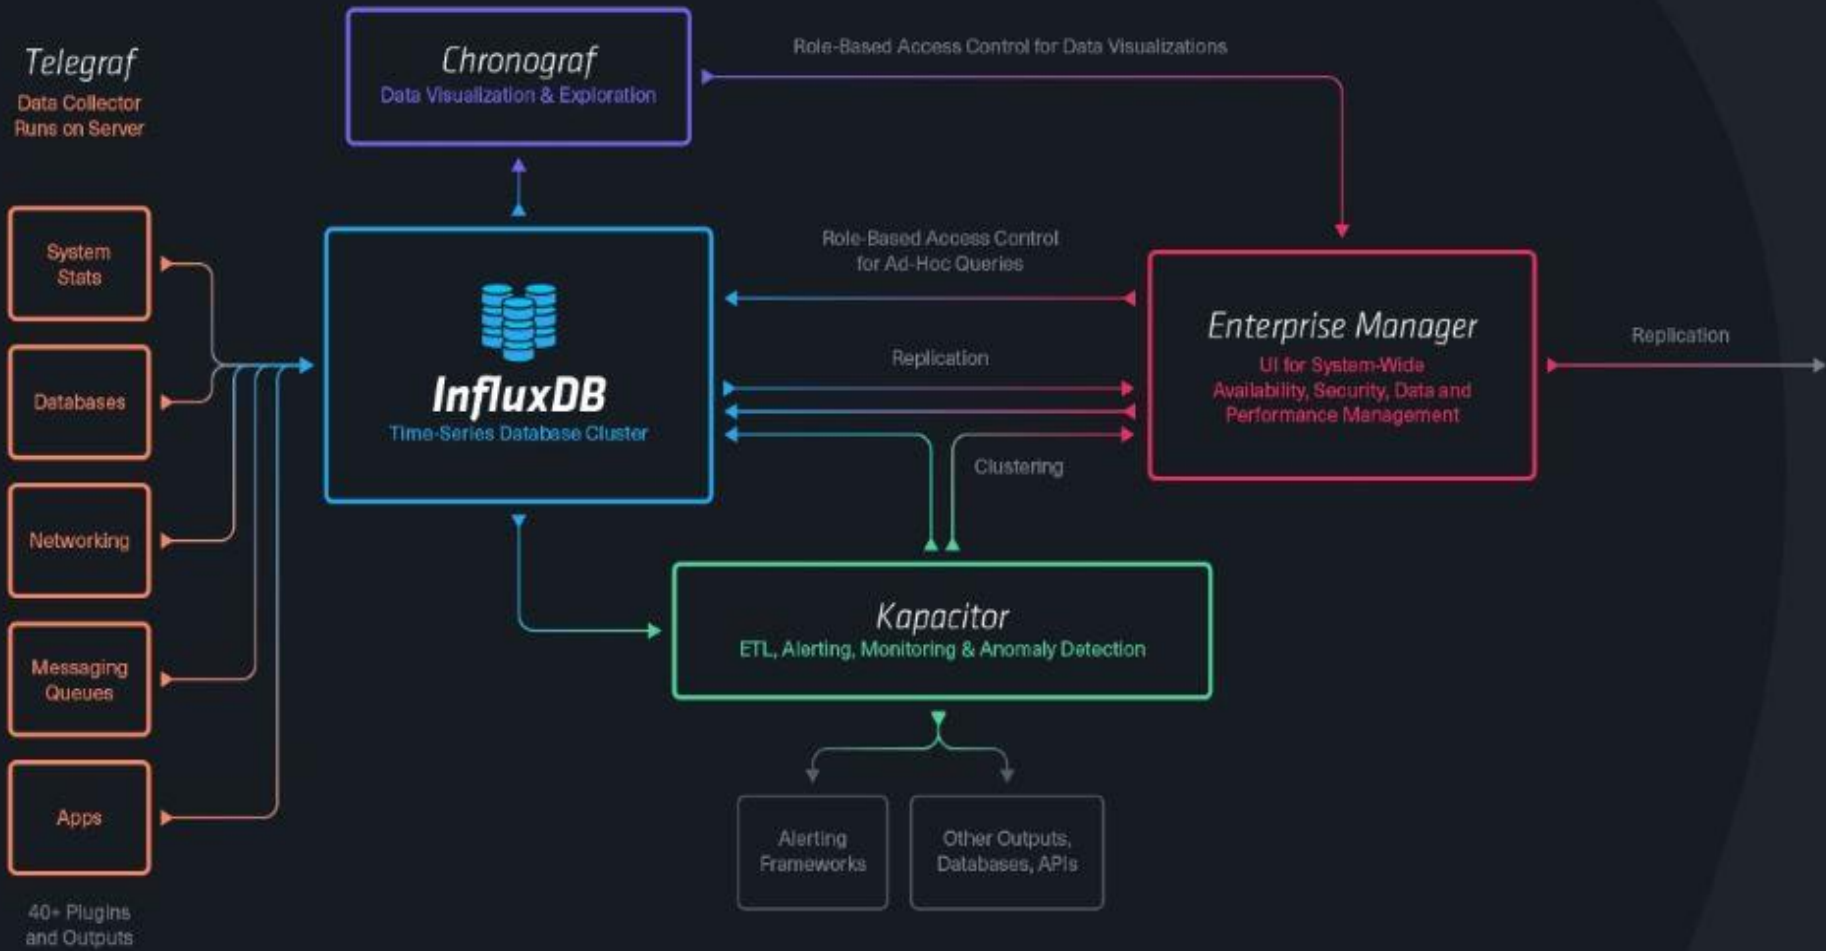 Telegraf
Data Collector
Runs on Server
System
Stats
Databases
Networking
Messaging
Queues
Apps
40+ Plugins
and Outputs
Chronograf
Data Visualization & Exploration
Role-Based Access Control for Data Visualizations
InfluxDB
Time-Series Database Cluster
Role-Based Access Control
for Ad-Hoc Queries
Replication
Clustering
Enterprise Manager
UI for System-Wide
Availability, Security, Data and
Performance Management
Replication
Kapacitor
ETL, Alerting, Monitoring & Anomaly Detection
Alerting
Frameworks
Other Outputs,
Databases, APIs